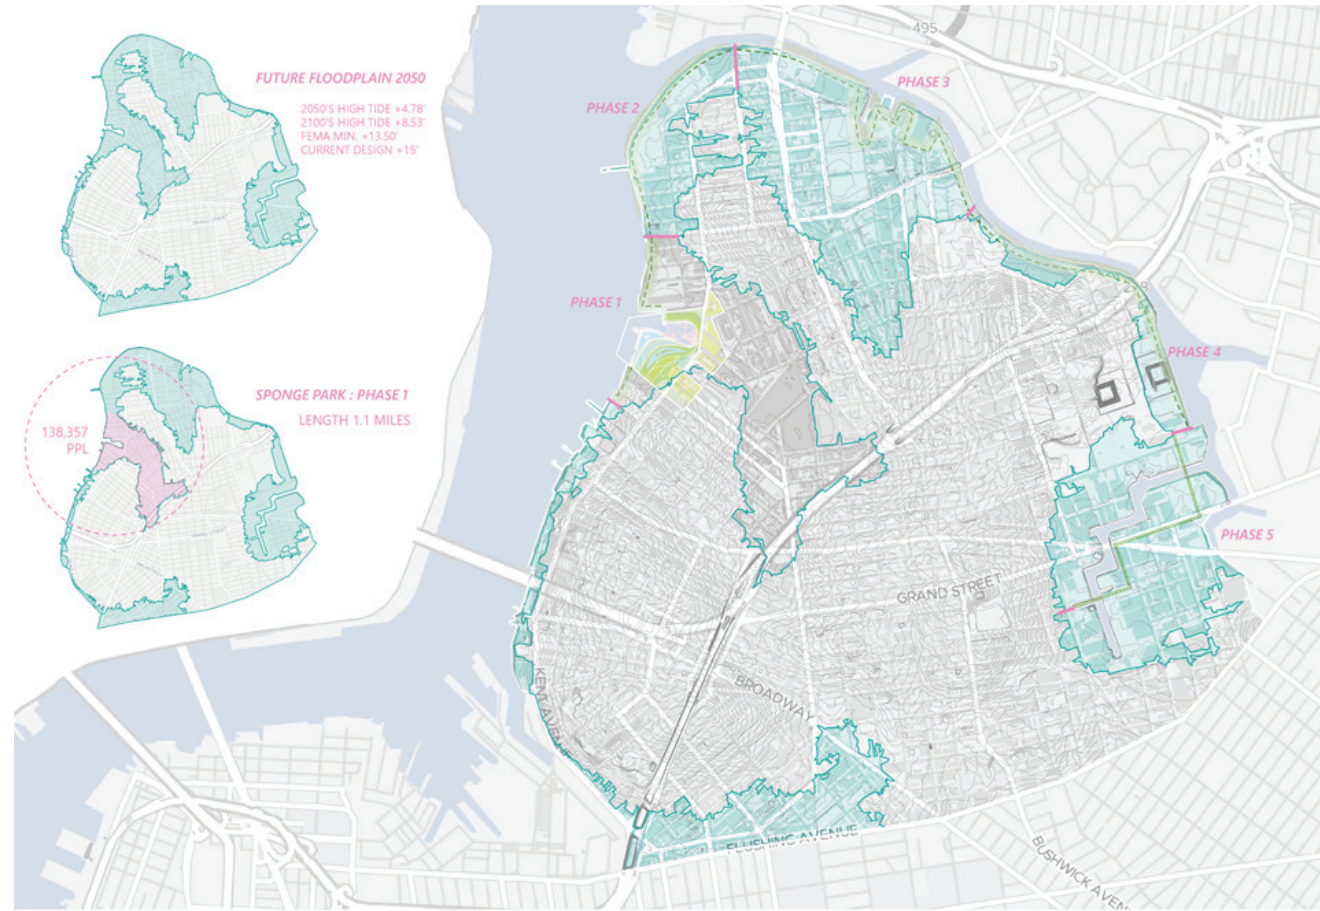 FUTURE FLOODPLAIN 2050
2050'S HIGH TIDE +4.78'
2100'S HIGH TIDE +8.53'
FEMA MIN. +13.50'
CURRENT DESIGN +15'
SPONGE PARK : PHASE 1
LENGTH 1.1 MILES
138,357
PPL
495
PHASE 3
PHASE 2
PHASE 1
PHASE 4
PHASE 5
GRAND STREET
BROADWAY
KENT AVENUE
FLUSHING AVENUE
BUSHWICK AVEN